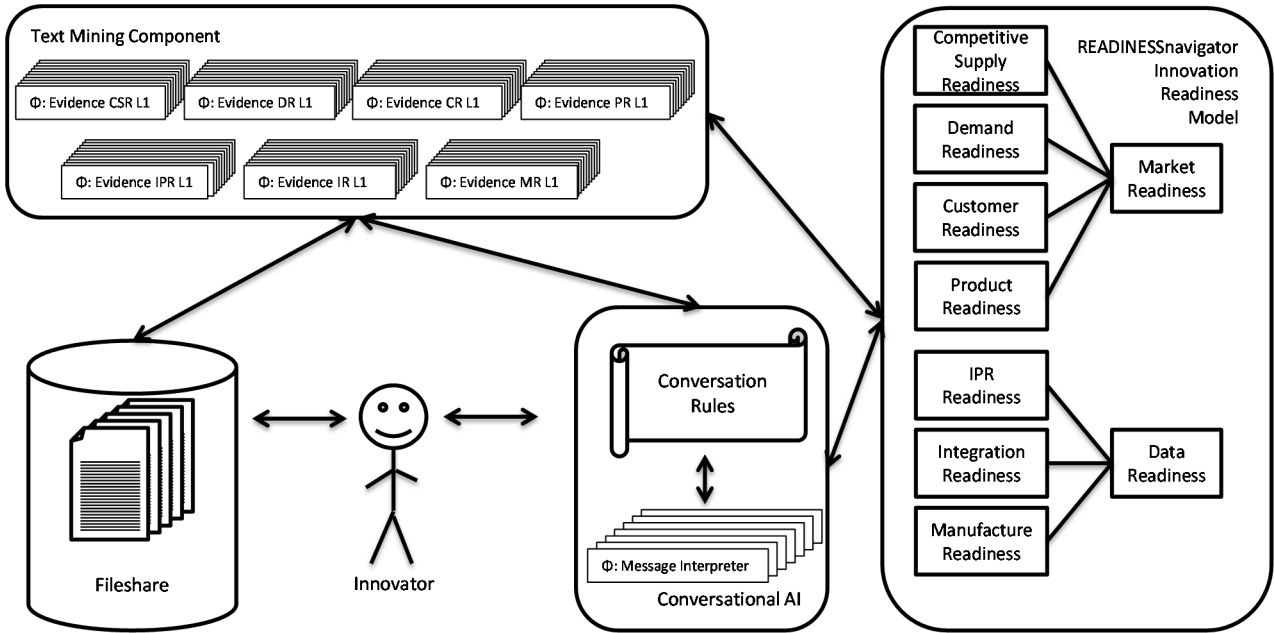 Text Mining Component
Φ: Evidence CSR L1
Φ: Evidence DR L1
Φ: Evidence CR L1
Φ: Evidence PR L1
Φ: Evidence IPR L1
Φ: Evidence IR L1
Φ: Evidence MR L1
Fileshare
Innovator
Conversation
Rules
Φ: Message Interpreter
Conversational AI
READINESSnavigator
Innovation
Readiness
Model
Competitive
Supply
Readiness
Demand
Readiness
Customer
Readiness
Product
Readiness
Market
Readiness
IPR
Readiness
Integration
Readiness
Manufacture
Readiness
Data
Readiness